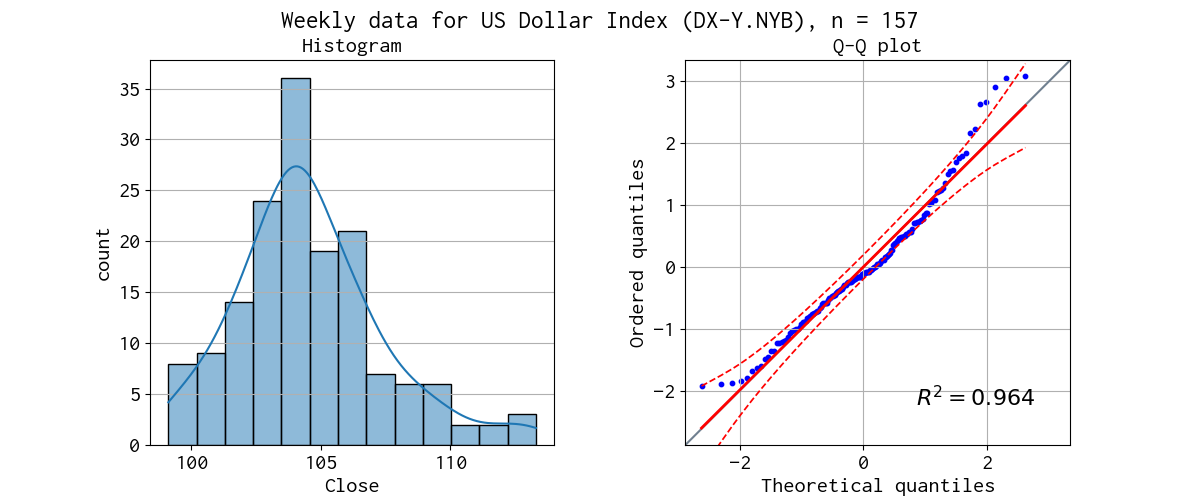 Weekly data for US Dollar Index (DX-Y.NYB), n = 157
Histogram
35
30
25
20
15
10
5
0
count
100 105 110
Close
Q-Q plot
3
2
1
0
−1
−2
Ordered quantiles
R² = 0.964
−2 0 2
Theoretical quantiles